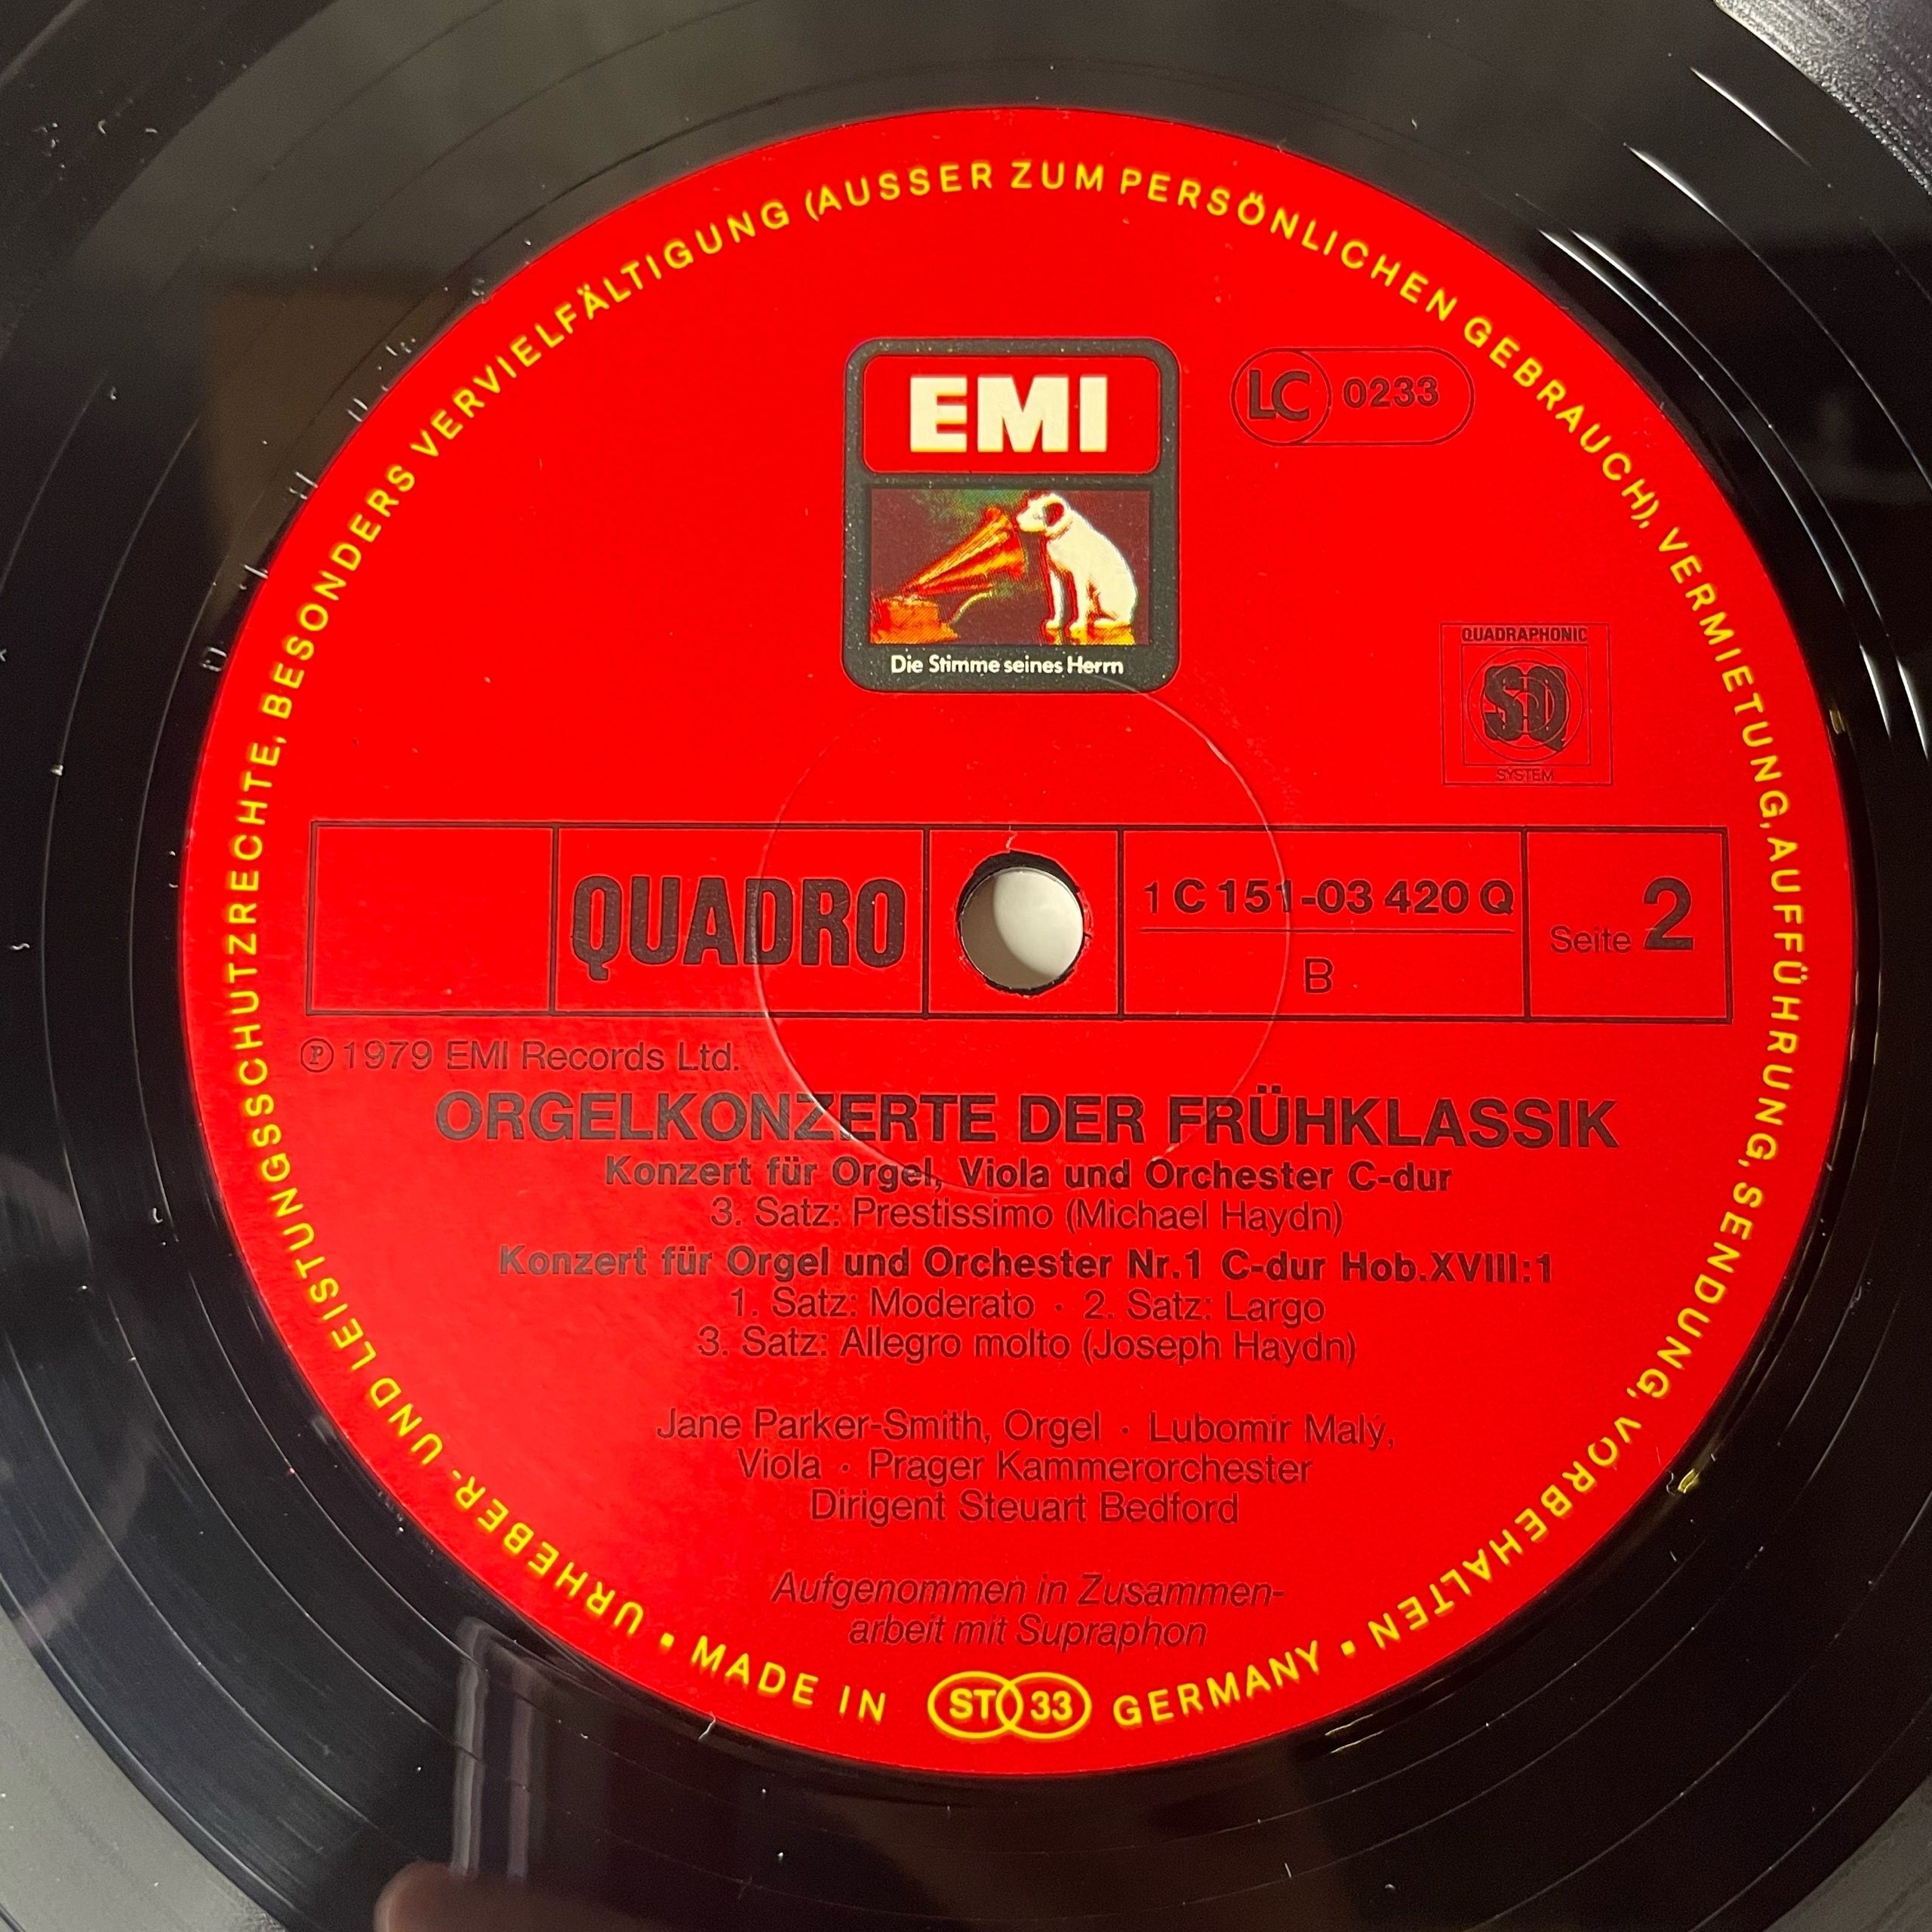 URHEBER- UND LEISTUNGSSCHUTZRECHTE, BESONDERS VERVIELFÄLTIGUNG (AUSSER ZUM PERSÖNLICHEN GEBRAUCH), VERMIETUNG, AUFFÜHRUNG, SENDUNG, VORBEHALTEN ▪
EMI
LC 0233
Die Stimme seines Herrn
QUADRAPHONIC
SQ
SYSTEM
QUADRO
1 C 151-03 420 Q
B
Seite 2
℗ 1979 EMI Records Ltd.
ORGELKONZERTE DER FRÜHKLASSIK
Konzert für Orgel, Viola und Orchester C-dur
3. Satz: Prestissimo (Michael Haydn)
Konzert für Orgel und Orchester Nr.1 C-dur Hob.XVIII:1
1. Satz: Moderato · 2. Satz: Largo
3. Satz: Allegro molto (Joseph Haydn)
Jane Parker-Smith, Orgel · Lubomir Malý,
Viola · Prager Kammerorchester
Dirigent Steuart Bedford
Aufgenommen in Zusammen-
arbeit mit Supraphon
▪ MADE IN ST 33 GERMANY